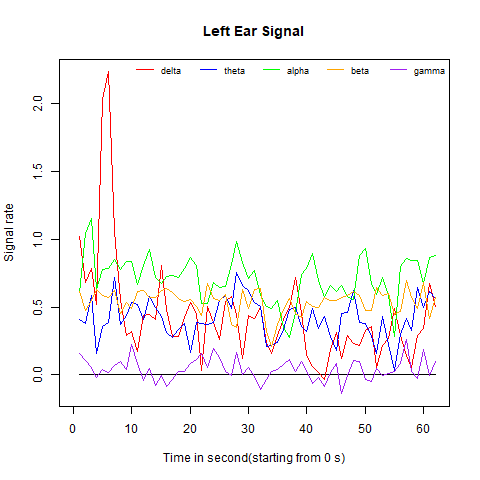 Left Ear Signal
delta theta alpha beta gamma
Signal rate
2.0
1.5
1.0
0.5
0.0
0 10 20 30 40 50 60
Time in second(starting from 0 s)